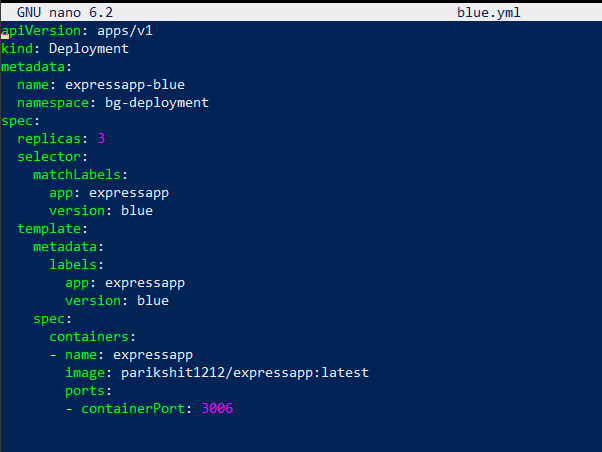 GNU nano 6.2 blue.yml
apiVersion: apps/v1
kind: Deployment
metadata:
  name: expressapp-blue
  namespace: bg-deployment
spec:
  replicas: 3
  selector:
    matchLabels:
      app: expressapp
      version: blue
  template:
    metadata:
      labels:
        app: expressapp
        version: blue
    spec:
      containers:
      - name: expressapp
        image: parikshit1212/expressapp:latest
        ports:
        - containerPort: 3006